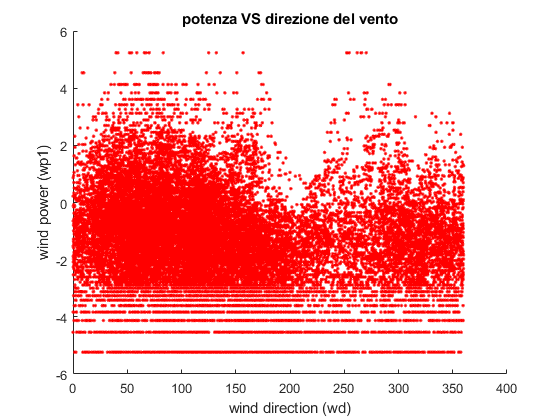 potenza VS direzione del vento
6
4
2
0
-2
-4
-6
wind power (wp1)
0 50 100 150 200 250 300 350 400
wind direction (wd)